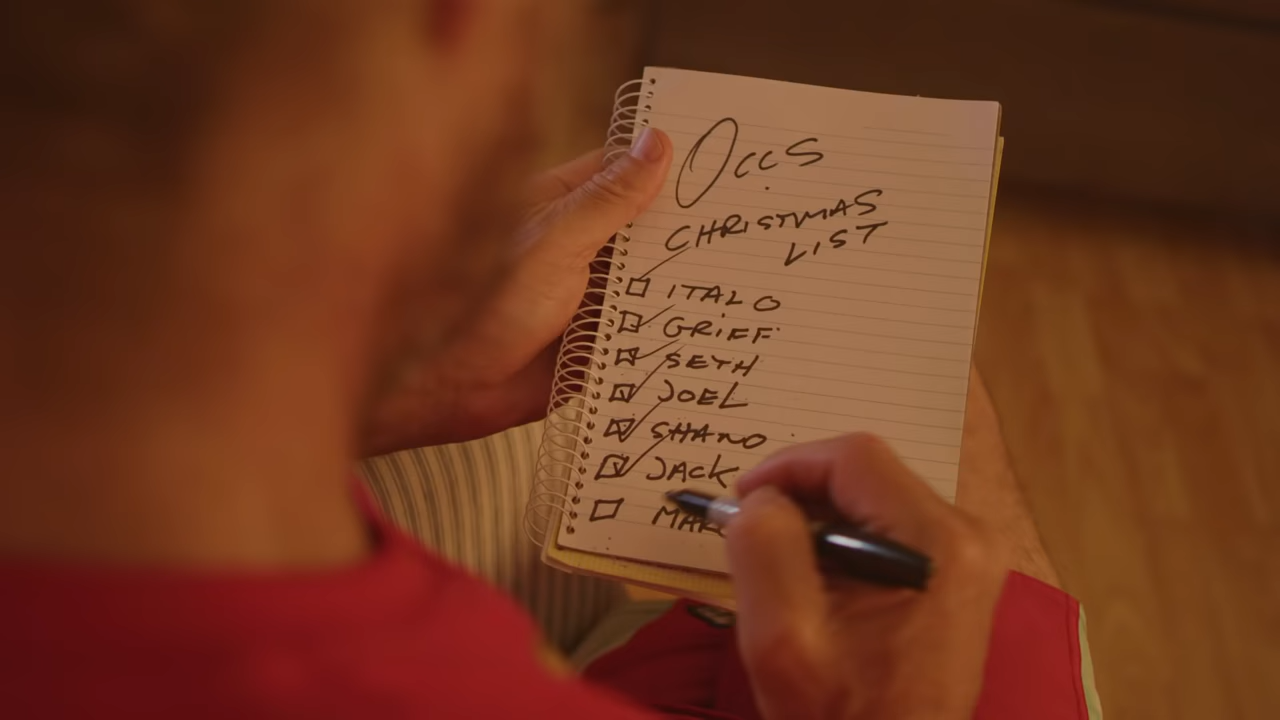 Occs
CHRISTMAS
LIST
ITALO
GRIFF
SETH
JOEL
SHANO
JACK